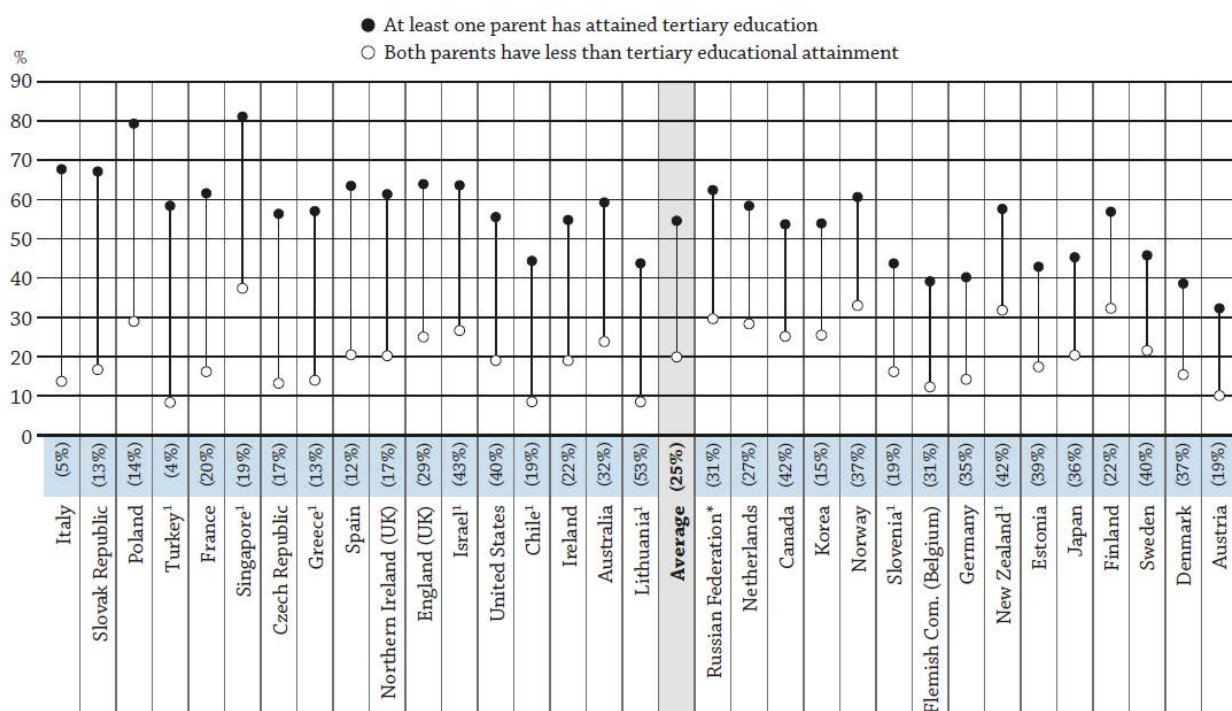 ● At least one parent has attained tertiary education
○ Both parents have less than tertiary educational attainment
%
90
80
70
60
50
40
30
20
10
0
(5%)
(13%)
(14%)
(4%)
(20%)
(19%)
(17%)
(13%)
(12%)
(17%)
(29%)
(43%)
(40%)
(19%)
(22%)
(32%)
(53%)
(25%)
(31%)
(27%)
(42%)
(15%)
(37%)
(19%)
(31%)
(35%)
(42%)
(39%)
(36%)
(22%)
(40%)
(37%)
(19%)
Italy
Slovak Republic
Poland
Turkey¹
France
Singapore¹
Czech Republic
Greece¹
Spain
Northern Ireland (UK)
England (UK)
Israel¹
United States
Chile¹
Ireland
Australia
Lithuania¹
Average
Russian Federation*
Netherlands
Canada
Korea
Norway
Slovenia¹
Flemish Com. (Belgium)
Germany
New Zealand¹
Estonia
Japan
Finland
Sweden
Denmark
Austria